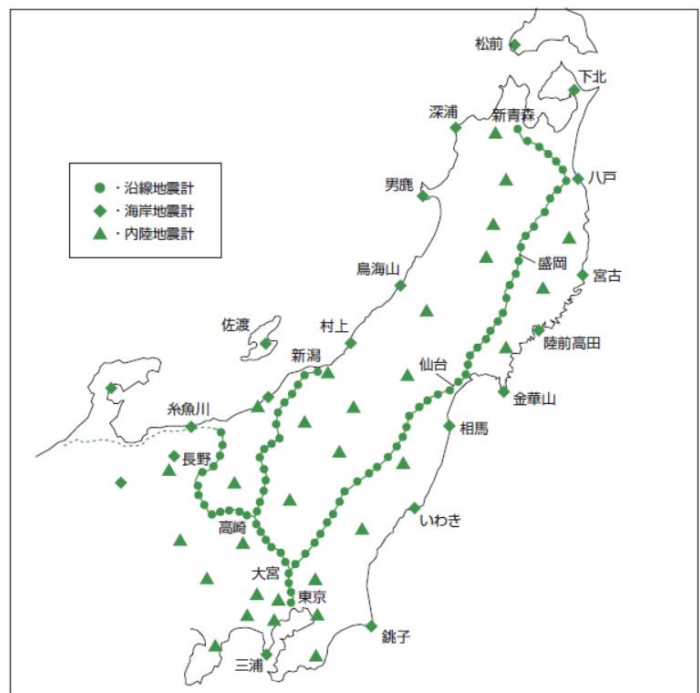 松前
下北
深浦
新青森
・沿線地震計
・海岸地震計
・内陸地震計
男鹿
八戸
盛岡
鳥海山
宮古
佐渡
村上
新潟
陸前高田
仙台
金華山
糸魚川
相馬
長野
いわき
高崎
大宮
東京
銚子
三浦